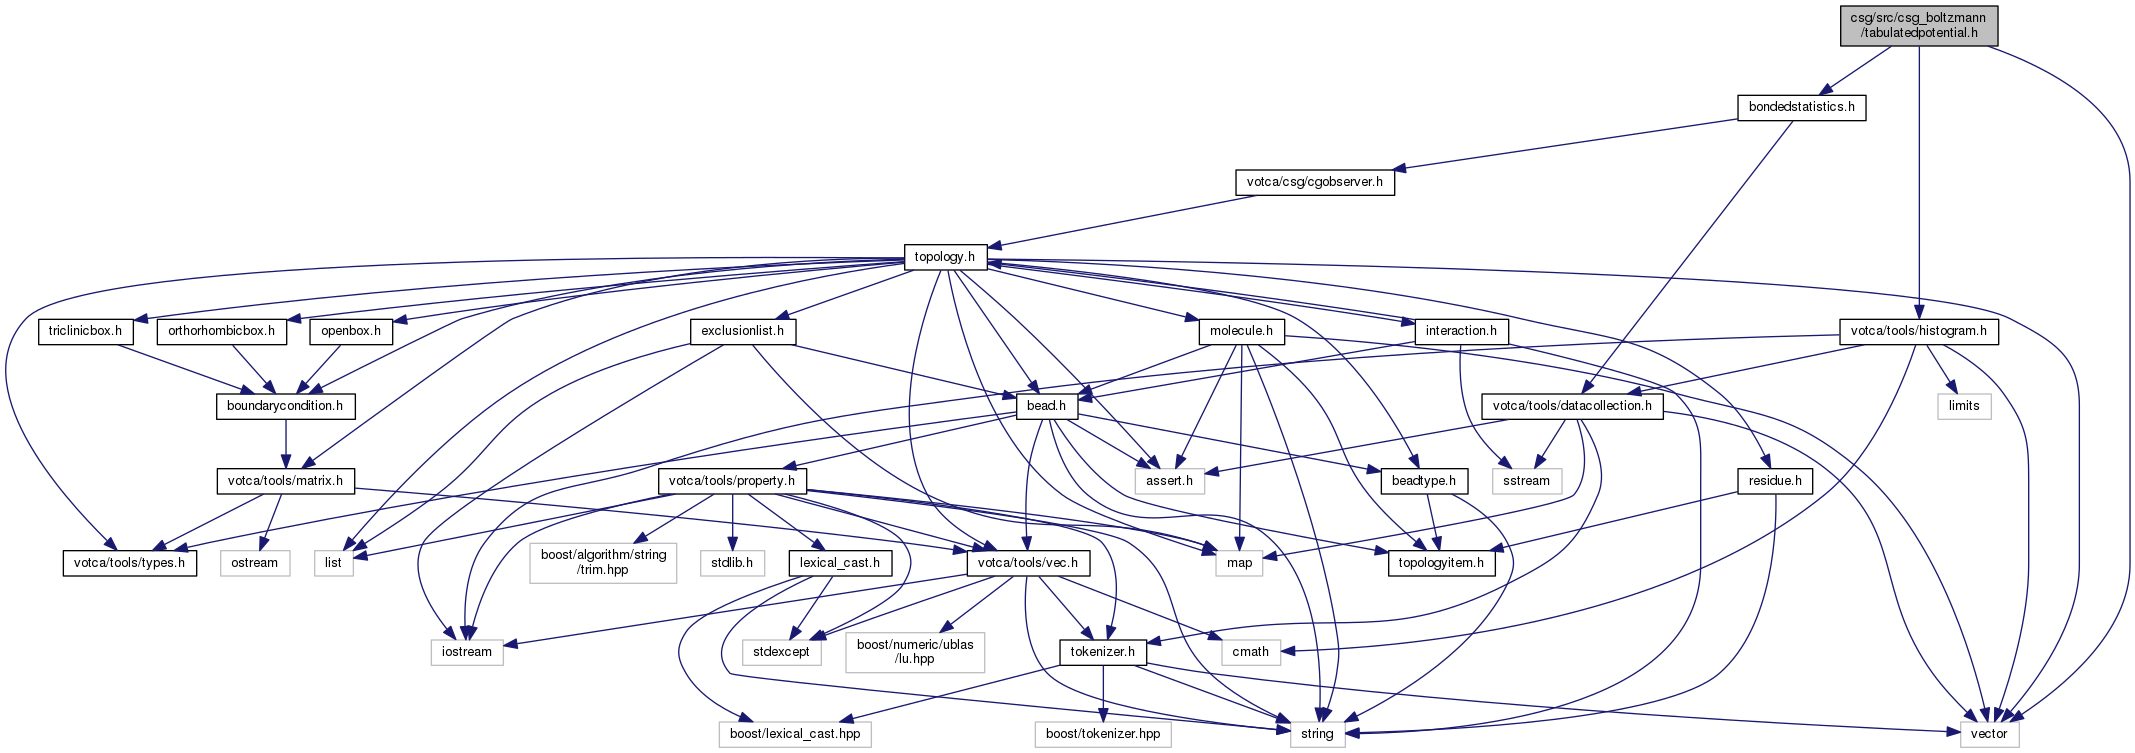 csg/src/csg_boltzmann
/tabulatedpotential.h
bondedstatistics.h
votca/csg/cgobserver.h
topology.h
triclinicbox.h
orthorhombicbox.h
openbox.h
exclusionlist.h
molecule.h
interaction.h
votca/tools/histogram.h
boundarycondition.h
bead.h
votca/tools/datacollection.h
limits
votca/tools/matrix.h
votca/tools/property.h
assert.h
beadtype.h
sstream
residue.h
votca/tools/types.h
ostream
list
boost/algorithm/string
/trim.hpp
stdlib.h
lexical_cast.h
votca/tools/vec.h
map
topologyitem.h
iostream
stdexcept
boost/numeric/ublas
/lu.hpp
tokenizer.h
cmath
boost/lexical_cast.hpp
boost/tokenizer.hpp
string
vector